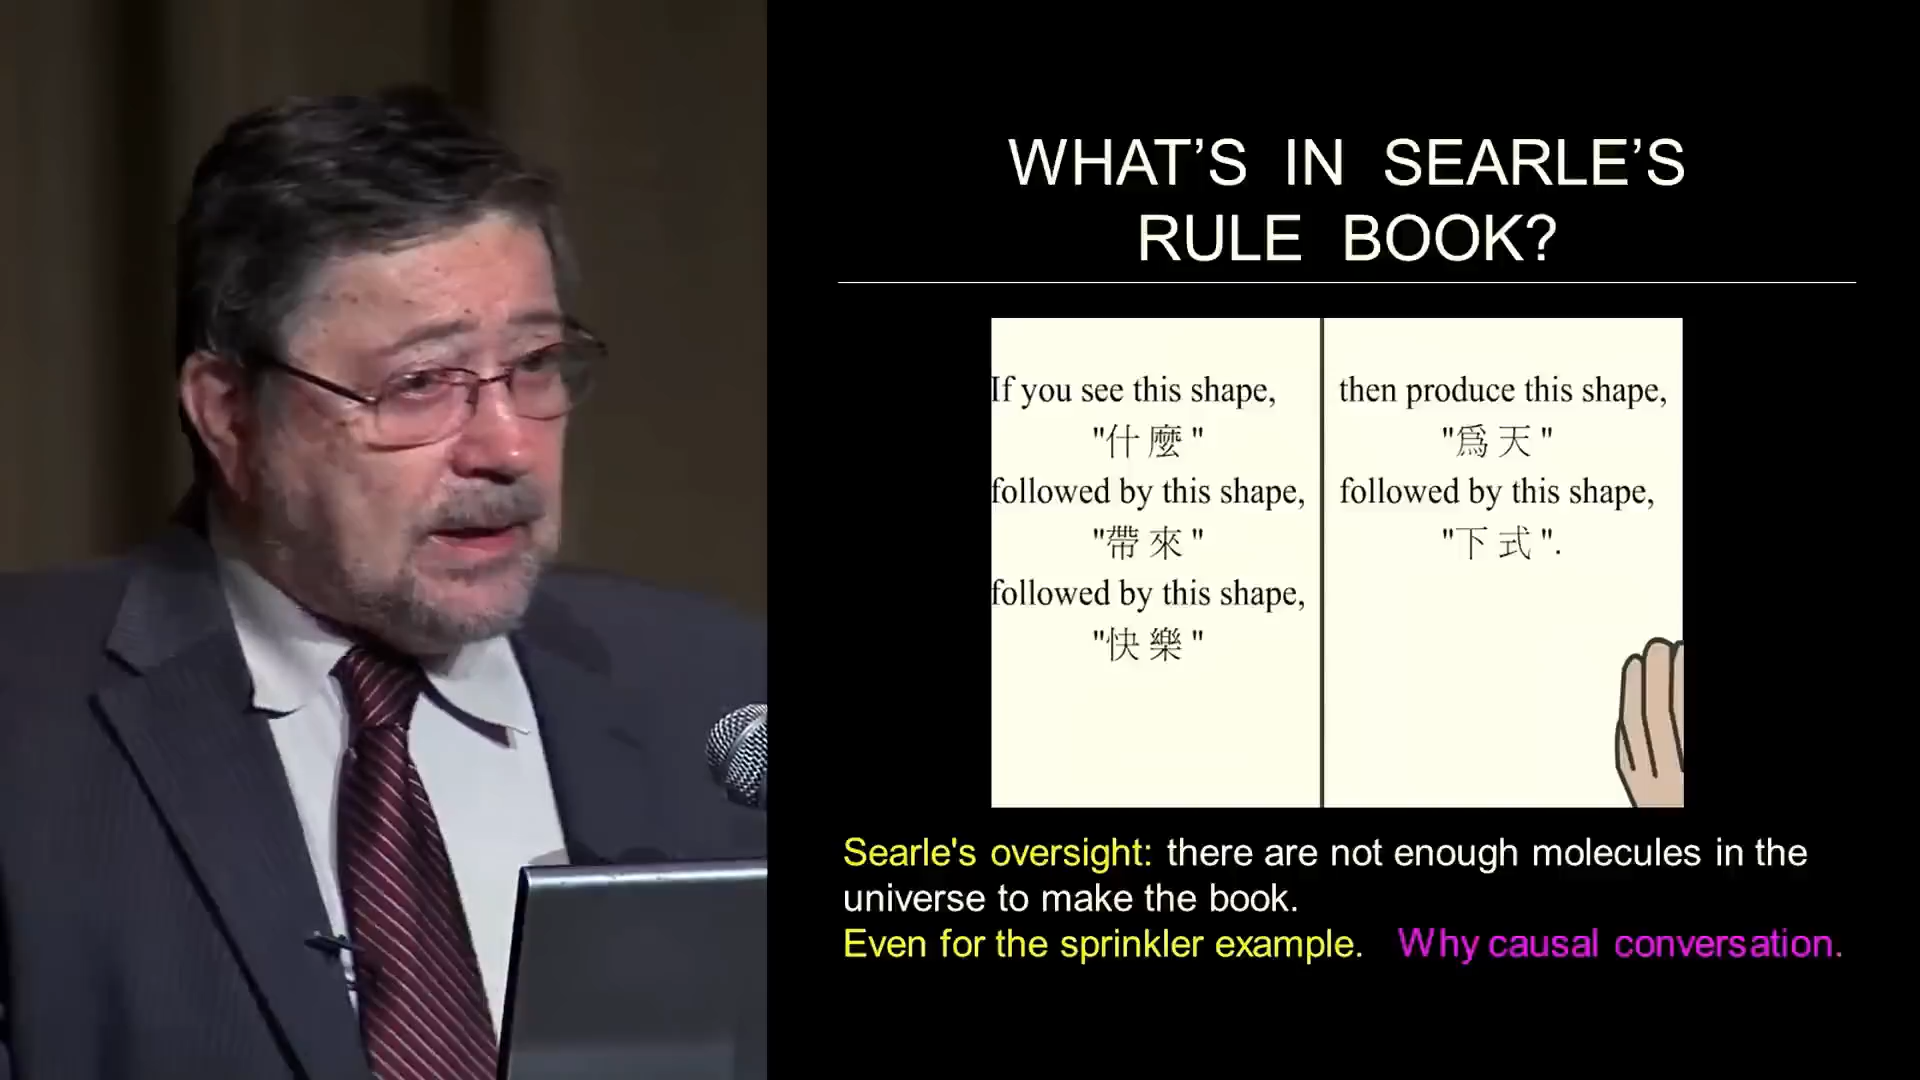 WHAT’S IN SEARLE’S
RULE BOOK?
If you see this shape,
"什麼"
followed by this shape,
"帶來"
followed by this shape,
"快樂"
then produce this shape,
"爲天"
followed by this shape,
"下式".
Searle's oversight: there are not enough molecules in the
universe to make the book.
Even for the sprinkler example. Why causal conversation.